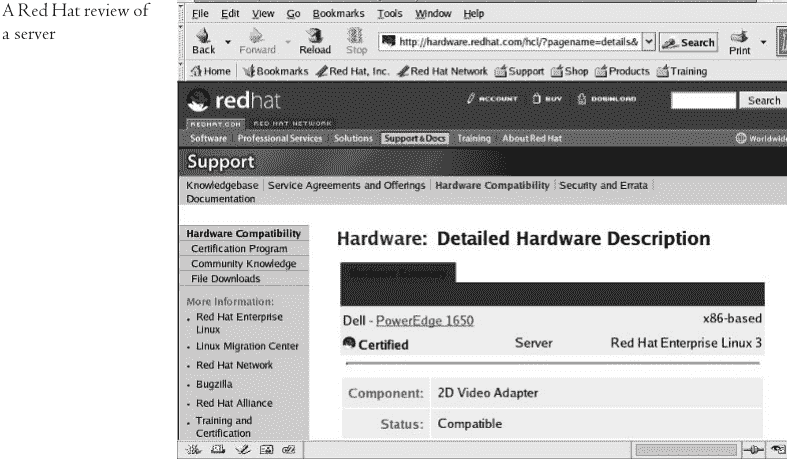 A Red Hat review of
a server
File Edit View Go Bookmarks Tools Window Help
Back Forward Reload Stop http://hardware.redhat.com/hcl/?pagename=details& Search Print
Home Bookmarks Red Hat, Inc. Red Hat Network Support Shop Products Training
redhat ACCOUNT BUY DOWNLOAD Search
REDHAT.COM RED HAT NETWORK
Software Professional Services Solutions Support & Docs Training About Red Hat Worldwide
Support
Knowledgebase Service Agreements and Offerings Hardware Compatibility Security and Errata
Documentation
Hardware Compatibility
Certification Program
Community Knowledge
File Downloads
More Information:
• Red Hat Enterprise
Linux
• Linux Migration Center
• Red Hat Network
• Bugzilla
• Red Hat Alliance
• Training and
Certification
Hardware: Detailed Hardware Description
Dell - PowerEdge 1650 x86-based
Certified Server Red Hat Enterprise Linux 3
Component: 2D Video Adapter
Status: Compatible